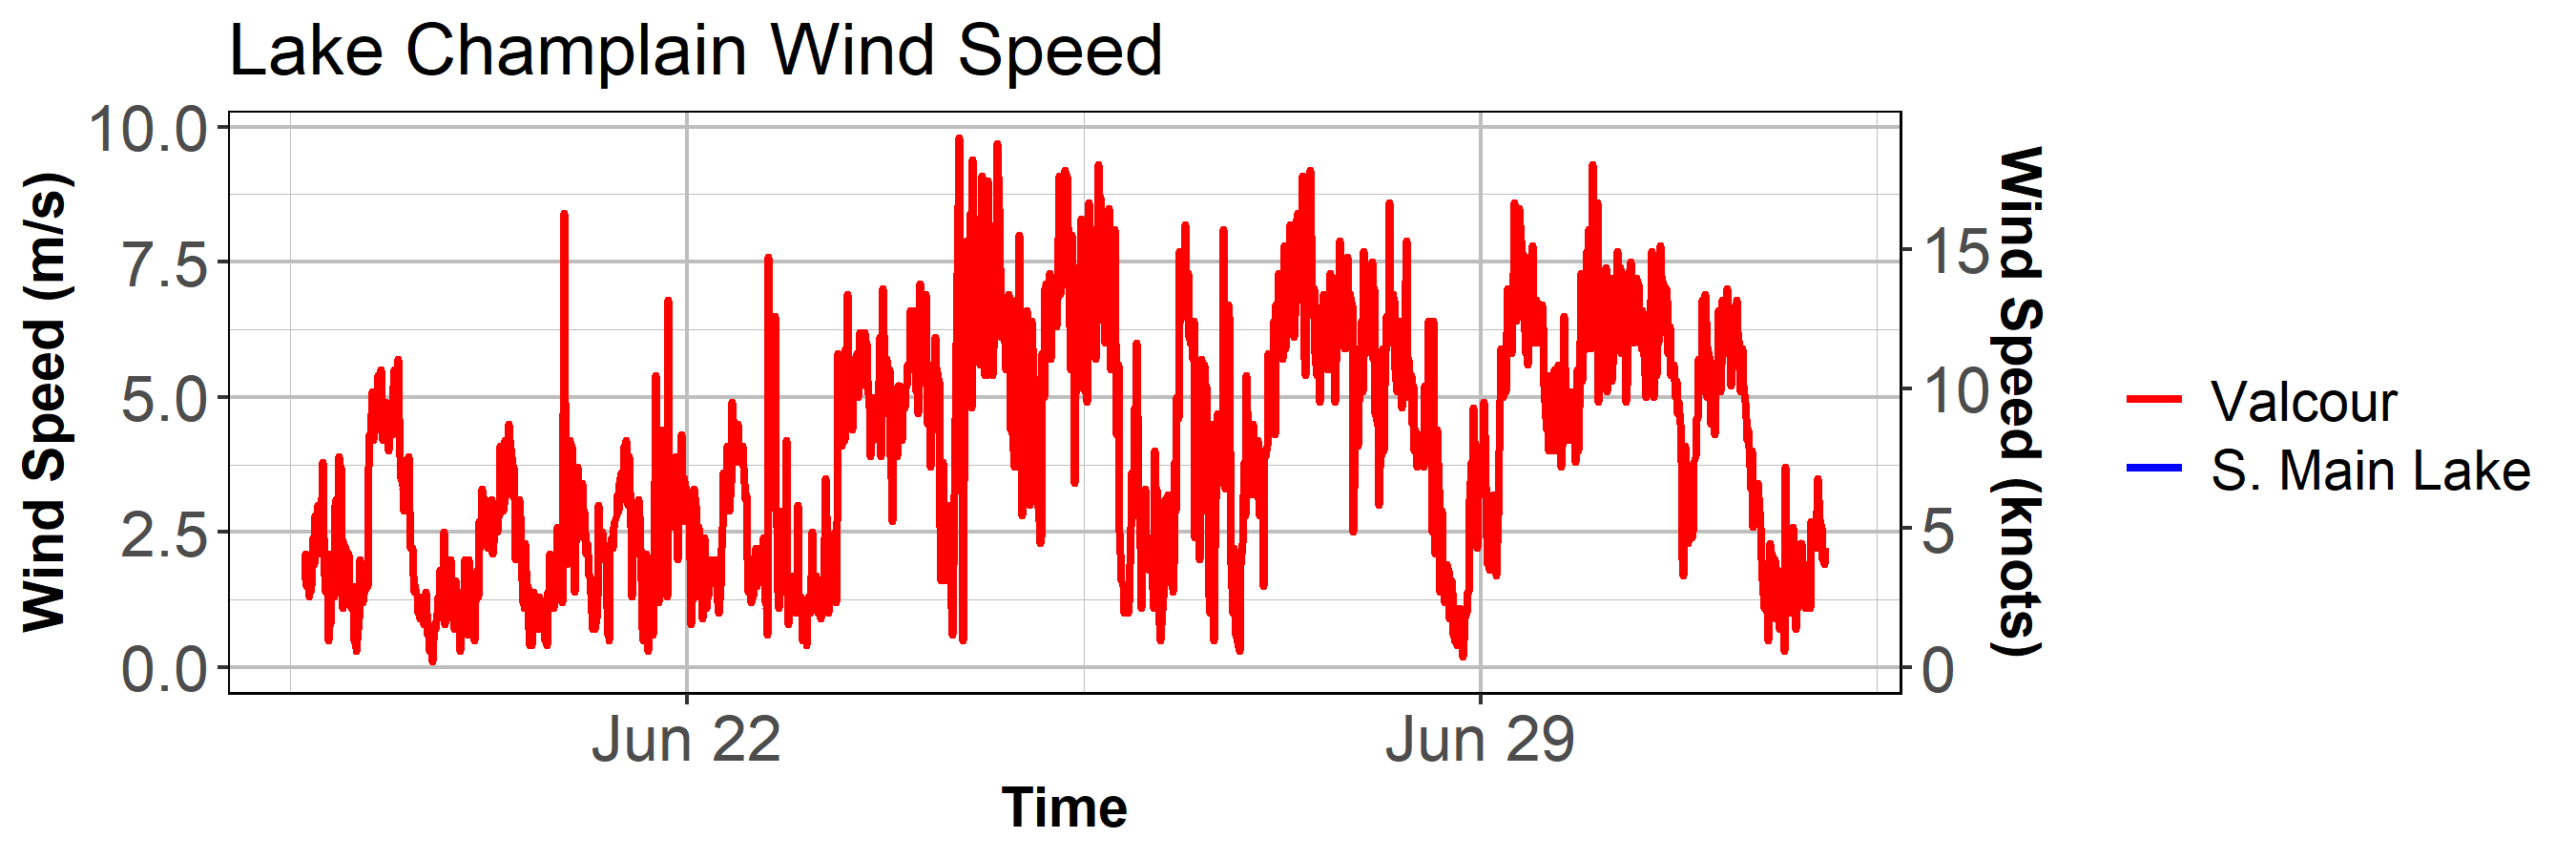 Lake Champlain Wind Speed
Wind Speed (m/s)
10.0
7.5
5.0
2.5
0.0
15
10
5
0
Wind Speed (knots)
Jun 22
Jun 29
Time
Valcour
S. Main Lake